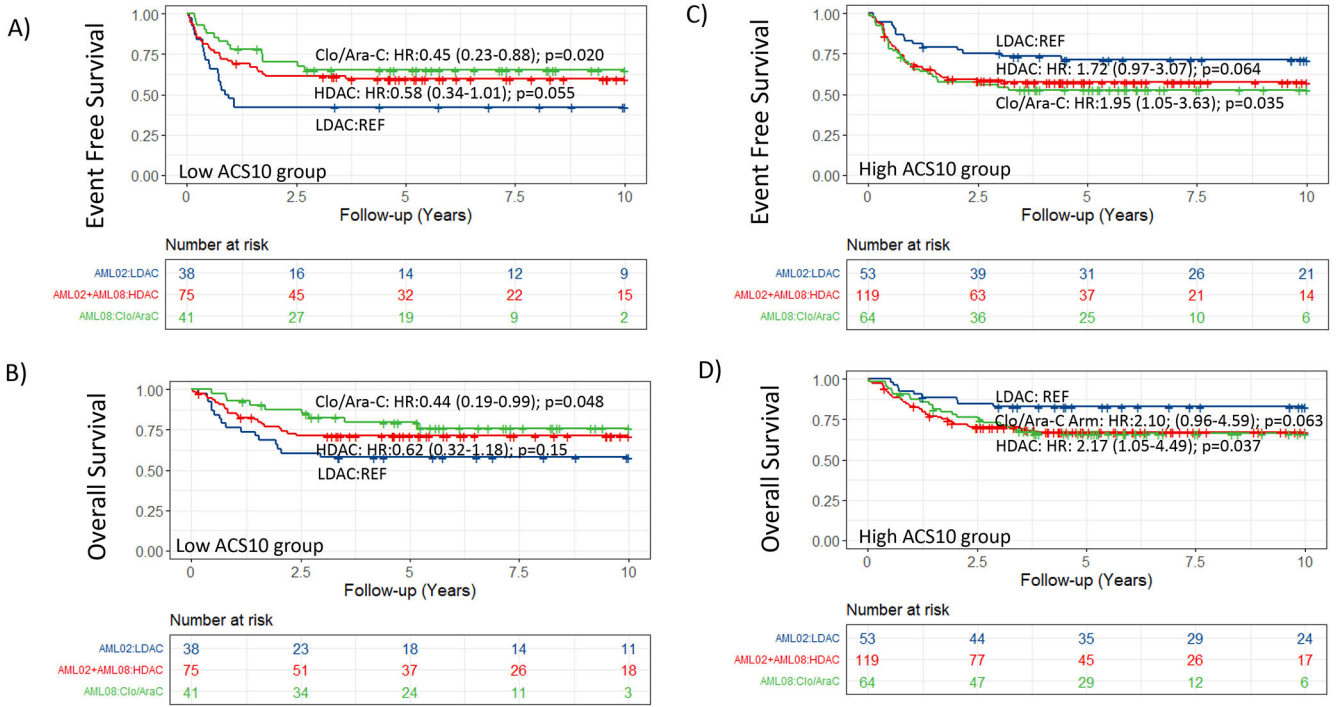 A)
Event Free Survival
1.00
0.75
0.50
0.25
0.00
Clo/Ara-C: HR:0.45 (0.23-0.88); p=0.020
HDAC: HR:0.58 (0.34-1.01); p=0.055
LDAC:REF
Low ACS10 group
0 2.5 5 7.5 10
Follow-up (Years)
Number at risk
AML02:LDAC 38 16 14 12 9
AML02+AML08:HDAC 75 45 32 22 15
AML08:Clo/AraC 41 27 19 9 2
B)
Overall Survival
1.00
0.75
0.50
0.25
0.00
Clo/Ara-C: HR:0.44 (0.19-0.99); p=0.048
HDAC: HR:0.62 (0.32-1.18); p=0.15
LDAC:REF
Low ACS10 group
0 2.5 5 7.5 10
Follow-up (Years)
Number at risk
AML02:LDAC 38 23 18 14 11
AML02+AML08:HDAC 75 51 37 26 18
AML08:Clo/AraC 41 34 24 11 3
C)
Event Free Survival
1.00
0.75
0.50
0.25
0.00
LDAC:REF
HDAC: HR: 1.72 (0.97-3.07); p=0.064
Clo/Ara-C: HR:1.95 (1.05-3.63); p=0.035
High ACS10 group
0 2.5 5 7.5 10
Follow-up (Years)
Number at risk
AML02:LDAC 53 39 31 26 21
AML02+AML08:HDAC 119 63 37 21 14
AML08:Clo/AraC 64 36 25 10 6
D)
Overall Survival
1.00
0.75
0.50
0.25
0.00
LDAC: REF
Clo/Ara-C Arm: HR:2.10; (0.96-4.59); p=0.063
HDAC: HR: 2.17 (1.05-4.49); p=0.037
High ACS10 group
0 2.5 5 7.5 10
Follow-up (Years)
Number at risk
AML02:LDAC 53 44 35 29 24
AML02+AML08:HDAC 119 77 45 26 17
AML08:Clo/AraC 64 47 29 12 6